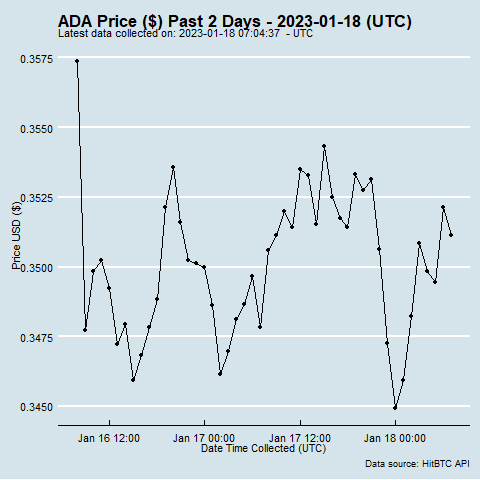 ADA Price ($) Past 2 Days - 2023-01-18 (UTC)
Latest data collected on: 2023-01-18 07:04:37  - UTC
Price USD ($)
0.3575
0.3550
0.3525
0.3500
0.3475
0.3450
Jan 16 12:00 Jan 17 00:00 Jan 17 12:00 Jan 18 00:00
Date Time Collected (UTC)
Data source: HitBTC API